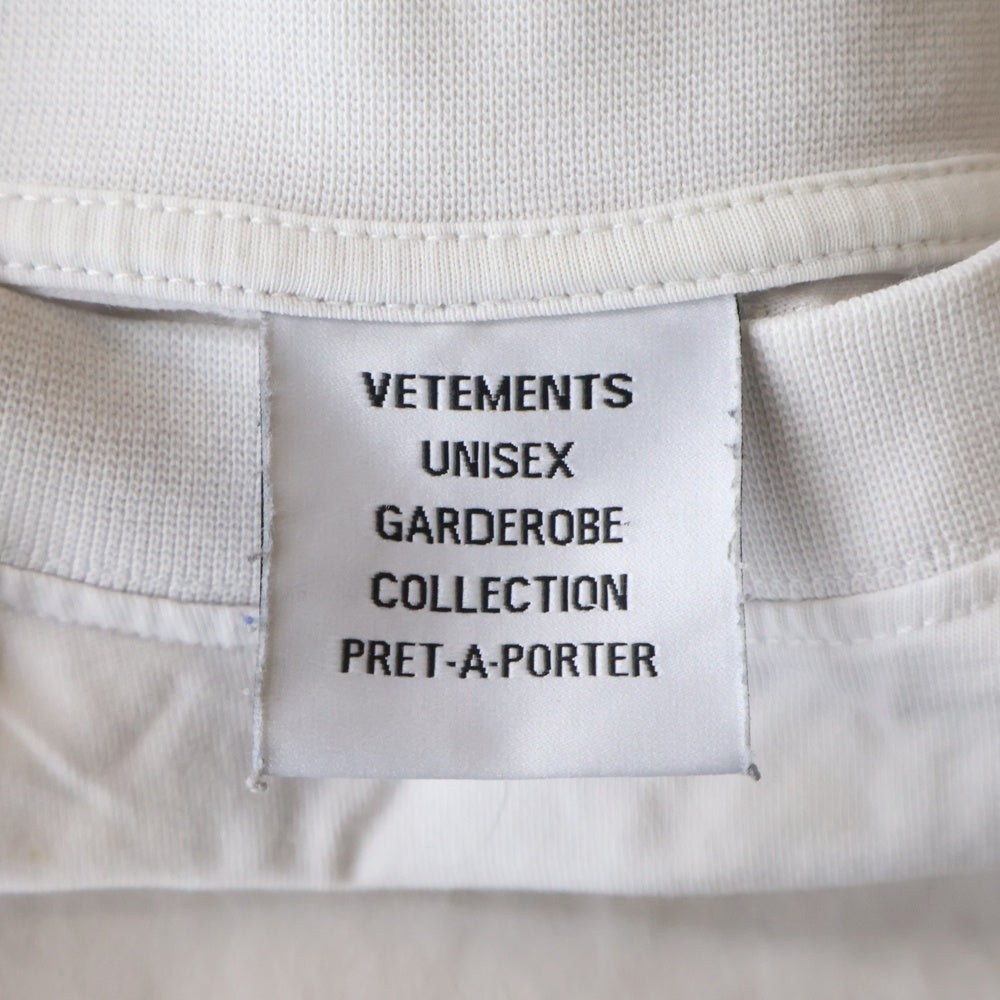 VETEMENTS
UNISEX
GARDEROBE
COLLECTION
PRET-A-PORTER